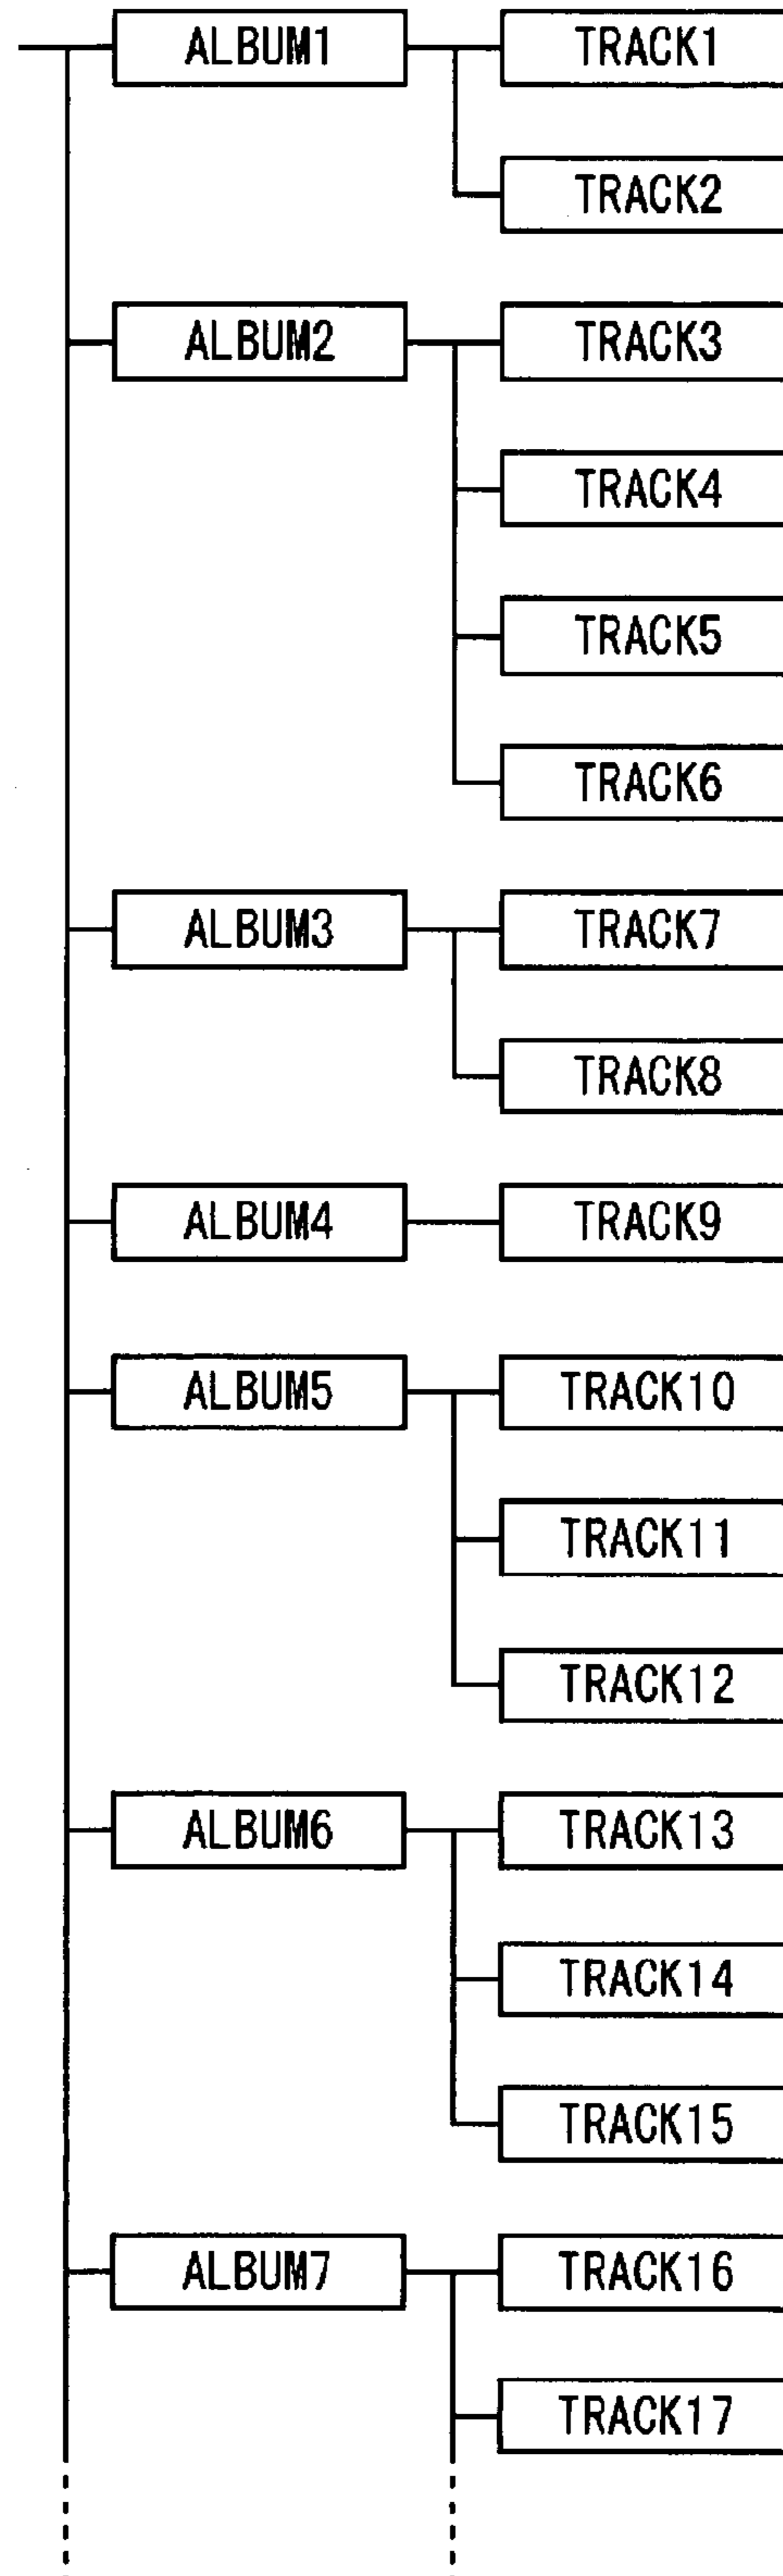 ALBUM1 TRACK1
TRACK2
ALBUM2 TRACK3
TRACK4
TRACK5
TRACK6
ALBUM3 TRACK7
TRACK8
ALBUM4 TRACK9
ALBUM5 TRACK10
TRACK11
TRACK12
ALBUM6 TRACK13
TRACK14
TRACK15
ALBUM7 TRACK16
TRACK17